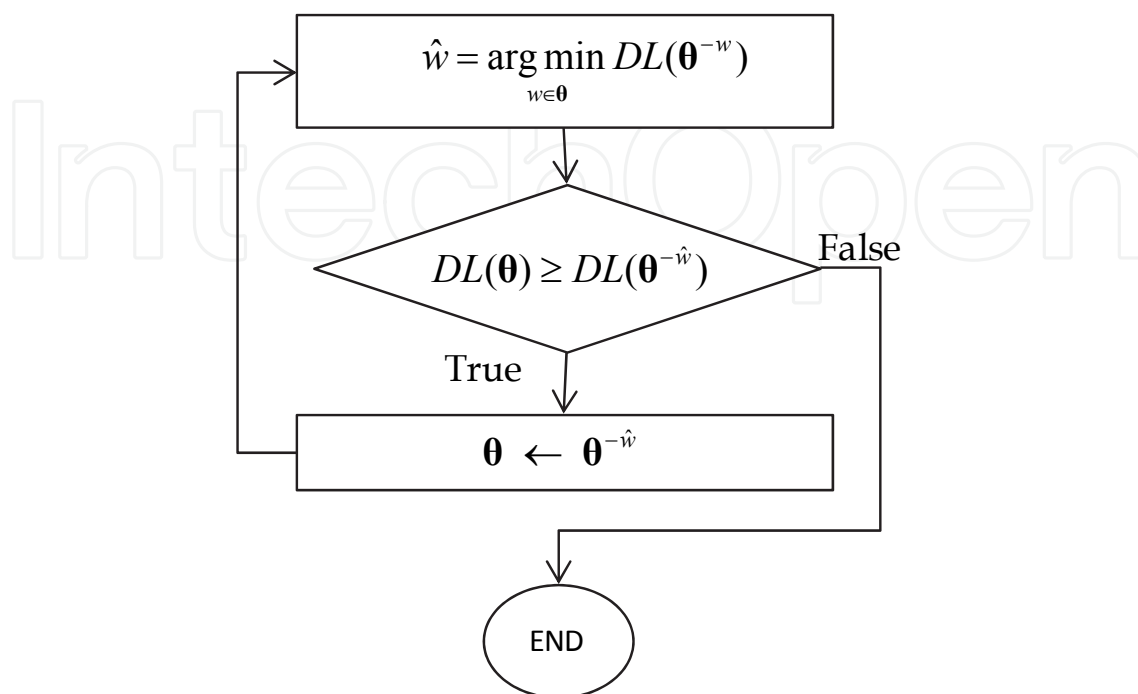 ŵ = arg min DL(θ⁻ʷ)
w∈θ
IntechOpen
DL(θ) ≥ DL(θ^{-ŵ})
False
True
θ ← θ^{-ŵ}
END